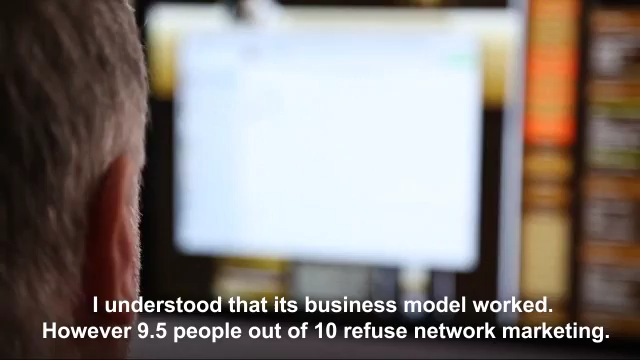 I understood that its business model worked.
However 9.5 people out of 10 refuse network marketing.